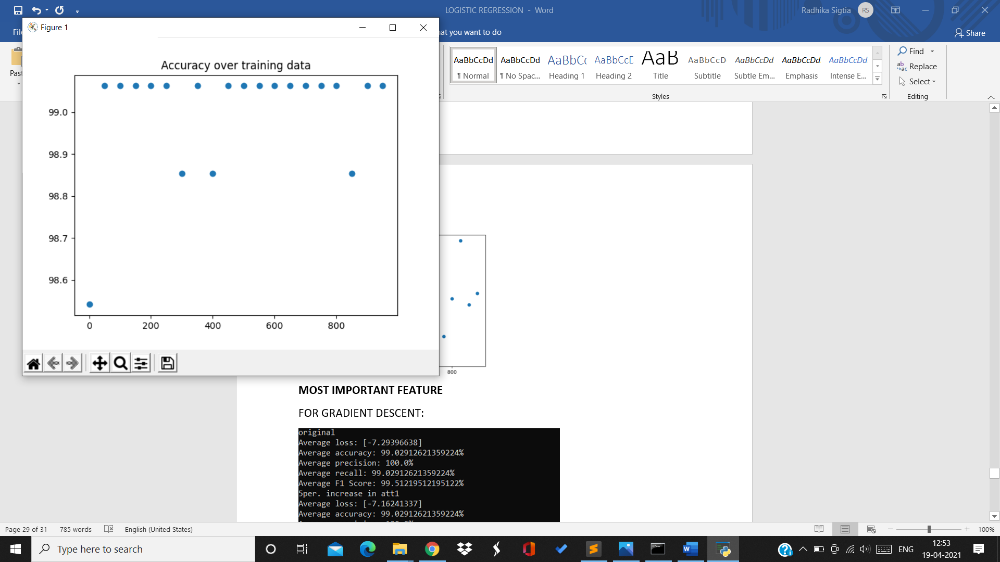 LOGISTIC REGRESSION - Word
Radhika Sigtia
RS
Figure 1
hat you want to do
Share
Past
AaBbCcDd
¶ Normal
AaBbCcDd
¶ No Spac...
AaBbCc
Heading 1
AaBbCcD
Heading 2
AaB
Title
AaBbCcD
Subtitle
AaBbCcDd
Subtle Em...
AaBbCcDd
Emphasis
AaBbCcDd
Intense E...
Styles
Find
Replace
Select
Editing
Accuracy over training data
99.0
98.9
98.8
98.7
98.6
0 200 400 600 800
800
MOST IMPORTANT FEATURE
FOR GRADIENT DESCENT:
original
Average loss: [-7.29396638]
Average accuracy: 99.02912621359224%
Average precision: 100.0%
Average recall: 99.02912621359224%
Average F1 Score: 99.51219512195122%
5per. increase in att1
Average loss: [-7.16241337]
Average accuracy: 99.02912621359224%
Page 29 of 31 785 words English (United States)
100%
Type here to search
ENG
12:53
19-04-2021